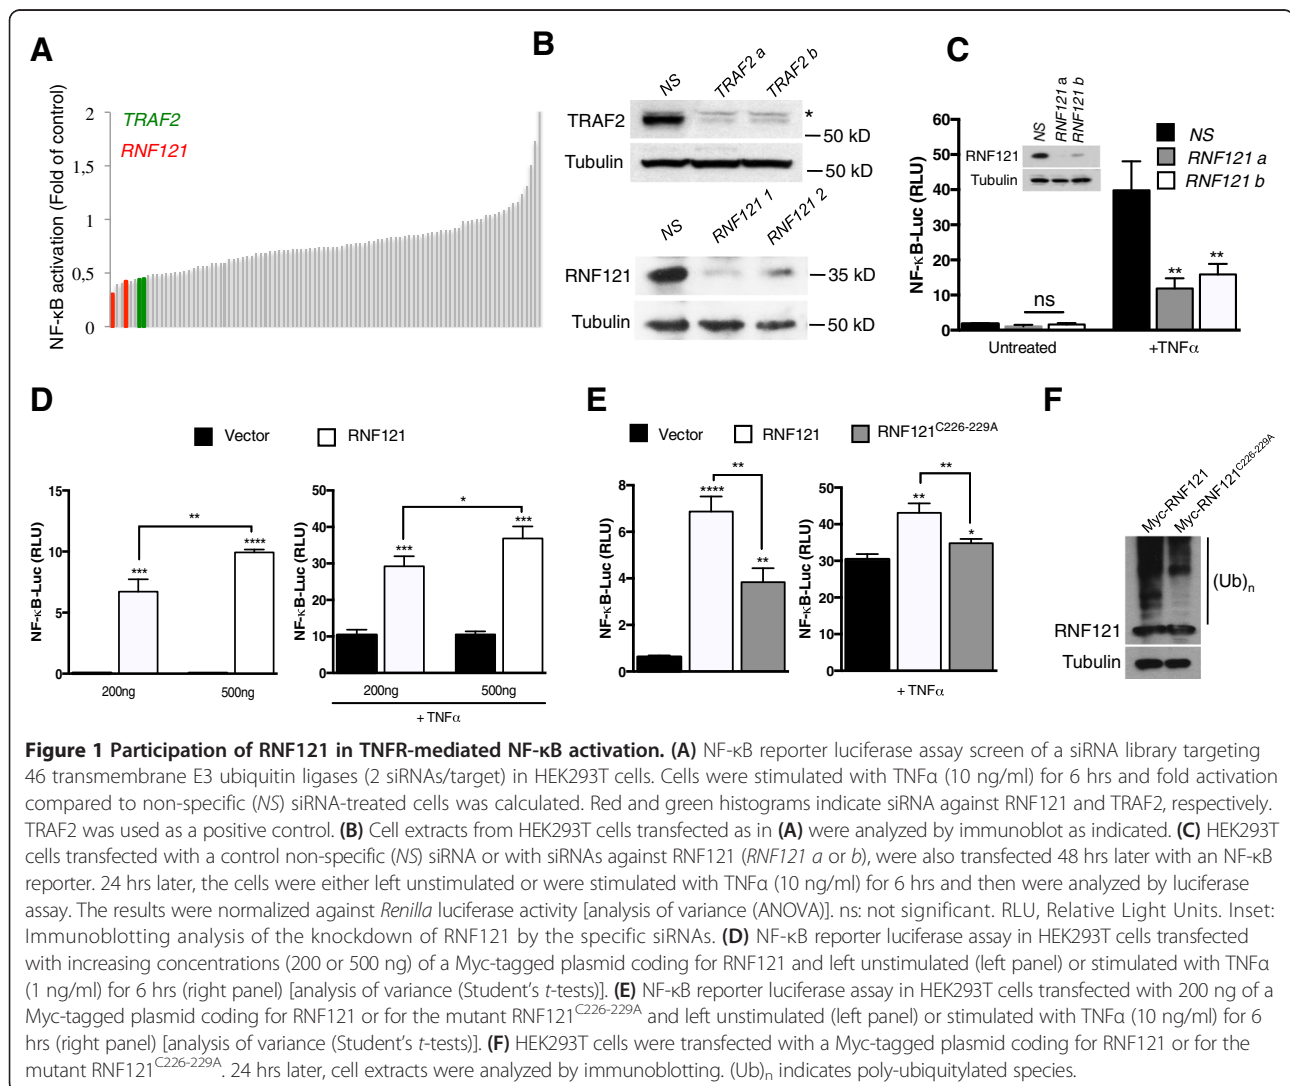 A
NF-κB activation (Fold of control)
2
1,5
1
0,5
0
TRAF2
RNF121
B
NS
TRAF2 a
TRAF2 b
TRAF2
*
50 kD
Tubulin
50 kD
NS
RNF121 1
RNF121 2
RNF121
35 kD
Tubulin
50 kD
C
NF-κB-Luc (RLU)
60
50
40
30
20
10
0
NS
RNF121 a
RNF121 b
RNF121
Tubulin
NS
RNF121 a
RNF121 b
ns
**
**
Untreated
+TNFα
D
Vector
RNF121
NF-κB-Luc (RLU)
15
10
5
0
***
**
****
200ng
500ng
NF-κB-Luc (RLU)
50
40
30
20
10
0
***
*
***
200ng
500ng
+ TNFα
E
Vector
RNF121
RNF121C226-229A
NF-κB-Luc (RLU)
8
6
4
2
0
****
**
**
NF-κB-Luc (RLU)
50
40
30
20
10
0
**
**
*
+ TNFα
F
Myc-RNF121
Myc-RNF121C226-229A
(Ub)n
RNF121
Tubulin
Figure 1 Participation of RNF121 in TNFR-mediated NF-κB activation. (A) NF-κB reporter luciferase assay screen of a siRNA library targeting
46 transmembrane E3 ubiquitin ligases (2 siRNAs/target) in HEK293T cells. Cells were stimulated with TNFα (10 ng/ml) for 6 hrs and fold activation
compared to non-specific (NS) siRNA-treated cells was calculated. Red and green histograms indicate siRNA against RNF121 and TRAF2, respectively.
TRAF2 was used as a positive control. (B) Cell extracts from HEK293T cells transfected as in (A) were analyzed by immunoblot as indicated. (C) HEK293T
cells transfected with a control non-specific (NS) siRNA or with siRNAs against RNF121 (RNF121 a or b), were also transfected 48 hrs later with an NF-κB
reporter. 24 hrs later, the cells were either left unstimulated or were stimulated with TNFα (10 ng/ml) for 6 hrs and then were analyzed by luciferase
assay. The results were normalized against Renilla luciferase activity [analysis of variance (ANOVA)]. ns: not significant. RLU, Relative Light Units. Inset:
Immunoblotting analysis of the knockdown of RNF121 by the specific siRNAs. (D) NF-κB reporter luciferase assay in HEK293T cells transfected
with increasing concentrations (200 or 500 ng) of a Myc-tagged plasmid coding for RNF121 and left unstimulated (left panel) or stimulated with TNFα
(1 ng/ml) for 6 hrs (right panel) [analysis of variance (Student's t-tests)]. (E) NF-κB reporter luciferase assay in HEK293T cells transfected with 200 ng of a
Myc-tagged plasmid coding for RNF121 or for the mutant RNF121C226-229A and left unstimulated (left panel) or stimulated with TNFα (10 ng/ml) for 6
hrs (right panel) [analysis of variance (Student's t-tests)]. (F) HEK293T cells were transfected with a Myc-tagged plasmid coding for RNF121 or for the
mutant RNF121C226-229A. 24 hrs later, cell extracts were analyzed by immunoblotting. (Ub)n indicates poly-ubiquitylated species.